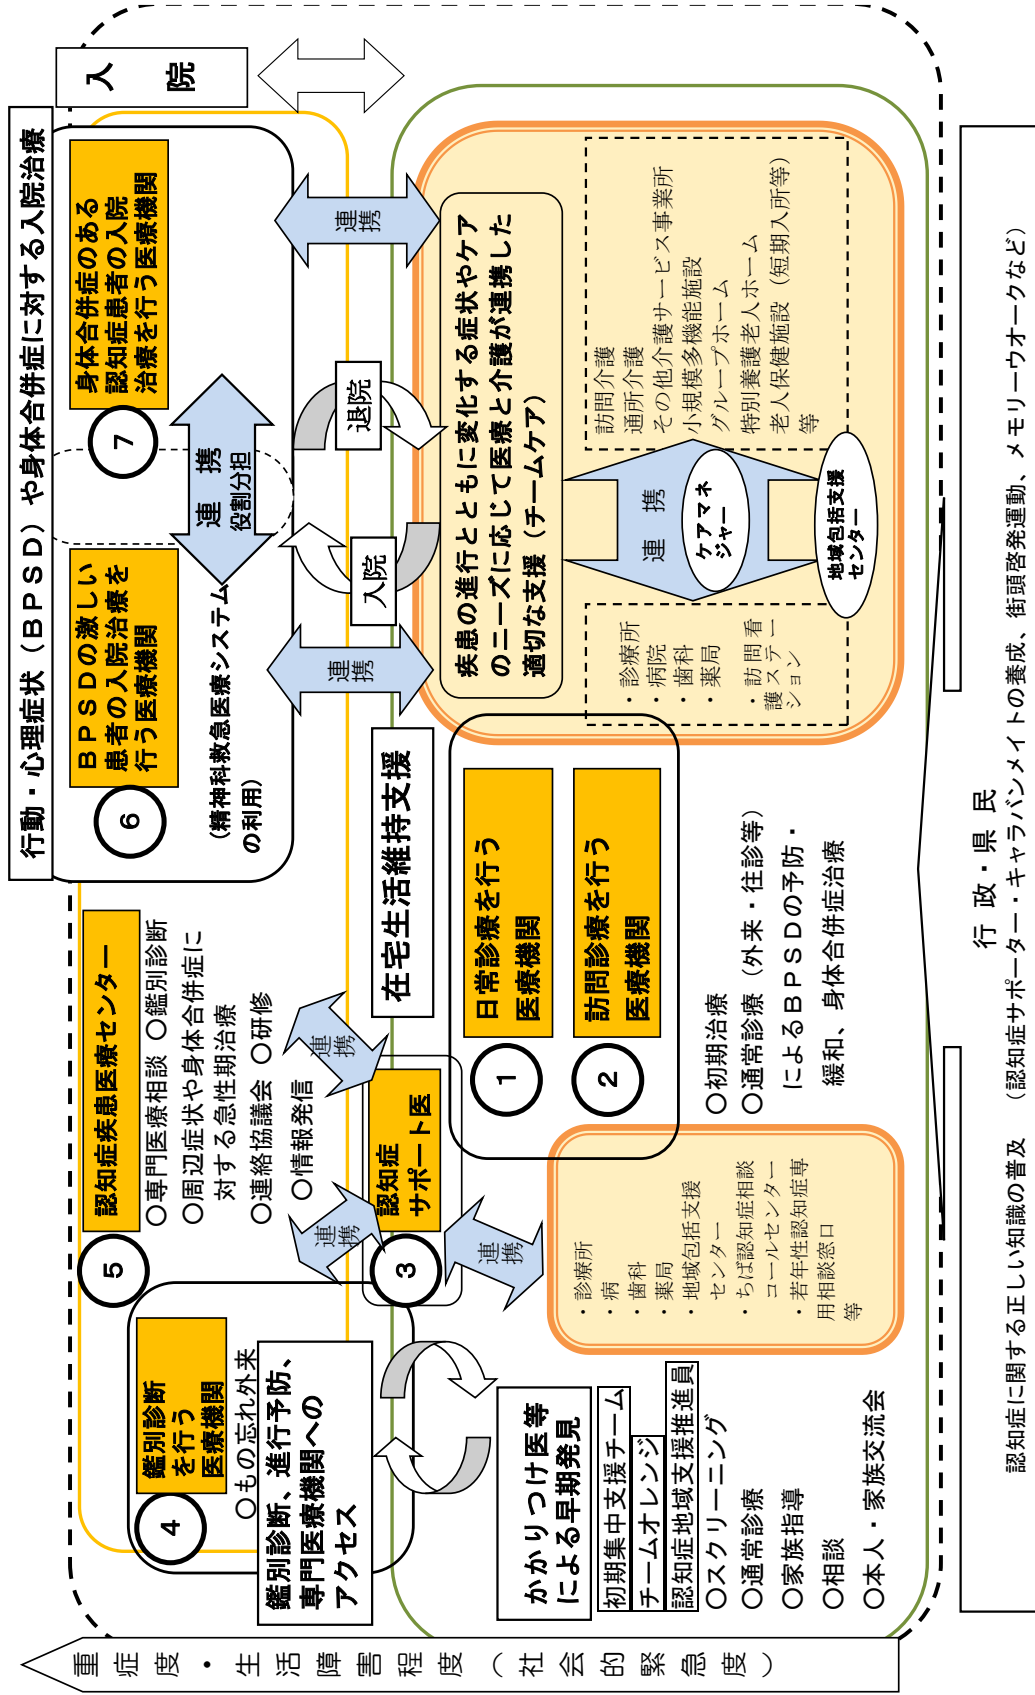 重症度・生活障害程度（社会的緊急度）
行動・心理症状（BPSD）や身体合併症に対する入院治療
入　院
⑤
認知症疾患医療センター
〇専門医療相談 〇鑑別診断
〇周辺症状や身体合併症に
対する急性期治療
〇連絡協議会 〇研修
〇情報発信
⑥
BPSDの激しい
患者の入院治療を
行う医療機関
(精神科救急医療システム
の利用)
連　携
役割分担
⑦
身体合併症のある
認知症患者の入院
治療を行う医療機関
④
鑑別診断
を行う
医療機関
〇もの忘れ外来
鑑別診断、進行予防、
専門医療機関への
アクセス
連携
連携
③
認知症
サポート医
連携
在宅生活維持支援
連携
入院
退院
連携
かかりつけ医等
による早期発見
初期集中支援チーム
チームオレンジ
認知症地域支援推進員
〇スクリーニング
〇通常診療
〇家族指導
〇相談
〇本人・家族交流会
・診療所
・病
・歯科
・薬局
・地域包括支援
センター
・ちば認知症相談
コールセンター
・若年性認知症専
用相談窓口
等
①
日常診療を行う
医療機関
②
訪問診療を行う
医療機関
〇初期治療
〇通常診療（外来・往診等）
によるBPSDの予防・
緩和、身体合併症治療
疾患の進行とともに変化する症状やケア
のニーズに応じて医療と介護が連携した
適切な支援（チームケア）
・診療所
・病院
・歯科
・薬局
・訪問看
護ステー
ション
連　携
ケアマネ
ジャー
地域包括支援
センター
訪問介護
通所介護
その他介護サービス事業所
小規模多機能施設
グループホーム
特別養護老人ホーム
老人保健施設（短期入所等）
等
行 政・県 民
認知症に関する正しい知識の普及　（認知症サポーター・キャラバンメイトの養成、街頭啓発運動、メモリーウオークなど）